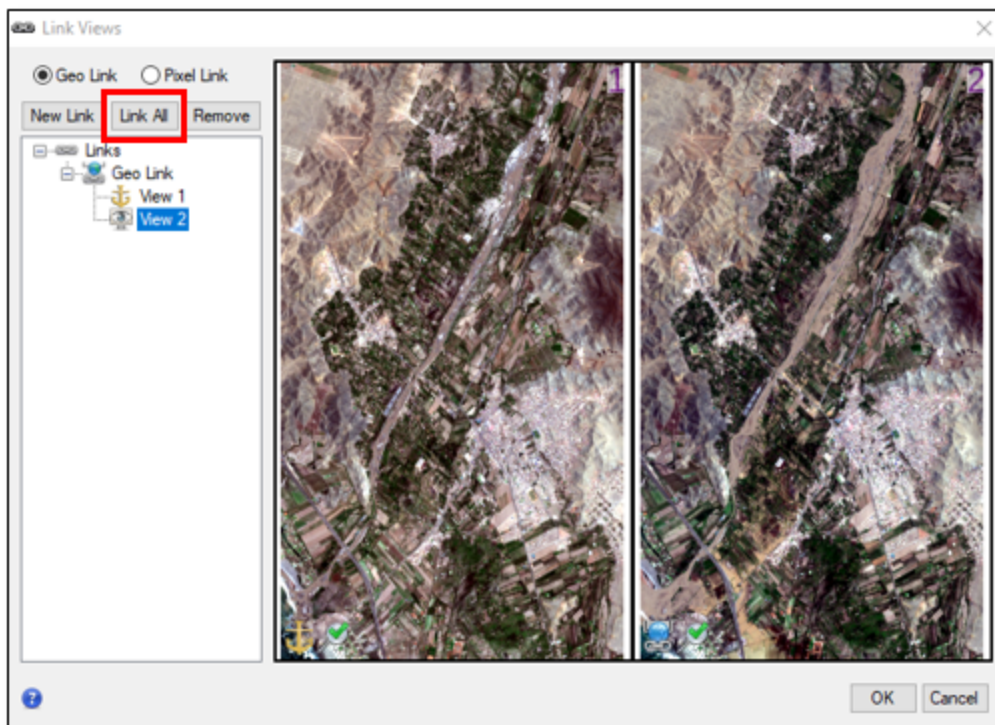 Link Views
Geo Link Pixel Link
New Link Link All Remove
Links
Geo Link
View 1
View 2
1
2
?
OK Cancel